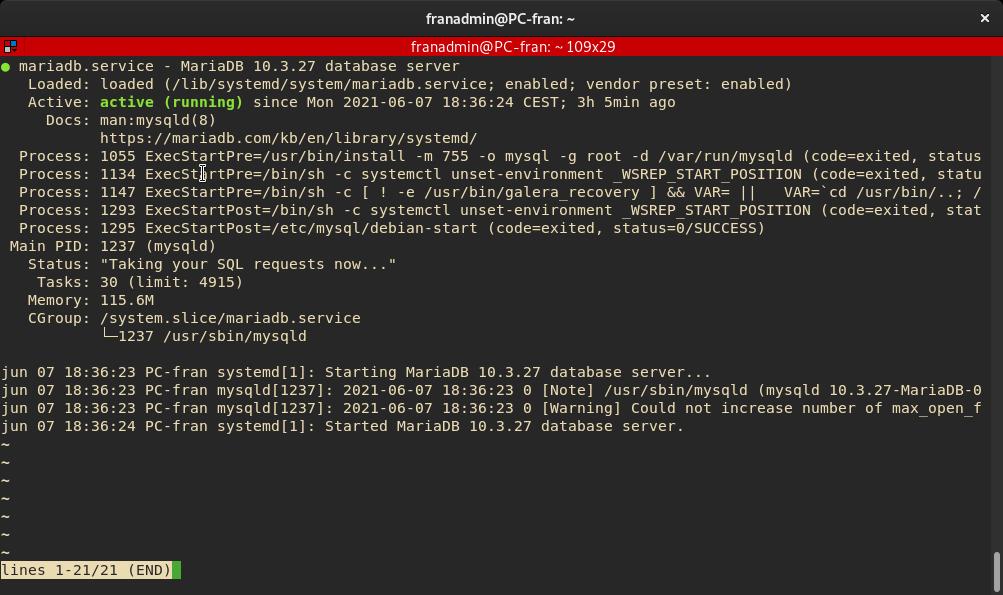 franadmin@PC-fran: ~
franadmin@PC-fran: ~ 109x29
● mariadb.service - MariaDB 10.3.27 database server
   Loaded: loaded (/lib/systemd/system/mariadb.service; enabled; vendor preset: enabled)
   Active: active (running) since Mon 2021-06-07 18:36:24 CEST; 3h 5min ago
     Docs: man:mysqld(8)
           https://mariadb.com/kb/en/library/systemd/
  Process: 1055 ExecStartPre=/usr/bin/install -m 755 -o mysql -g root -d /var/run/mysqld (code=exited, status
  Process: 1134 ExecStartPre=/bin/sh -c systemctl unset-environment _WSREP_START_POSITION (code=exited, statu
  Process: 1147 ExecStartPre=/bin/sh -c [ ! -e /usr/bin/galera_recovery ] && VAR= ||   VAR=`cd /usr/bin/..; /
  Process: 1293 ExecStartPost=/bin/sh -c systemctl unset-environment _WSREP_START_POSITION (code=exited, stat
  Process: 1295 ExecStartPost=/etc/mysql/debian-start (code=exited, status=0/SUCCESS)
 Main PID: 1237 (mysqld)
   Status: "Taking your SQL requests now..."
    Tasks: 30 (limit: 4915)
   Memory: 115.6M
   CGroup: /system.slice/mariadb.service
           └─1237 /usr/sbin/mysqld
jun 07 18:36:23 PC-fran systemd[1]: Starting MariaDB 10.3.27 database server...
jun 07 18:36:23 PC-fran mysqld[1237]: 2021-06-07 18:36:23 0 [Note] /usr/sbin/mysqld (mysqld 10.3.27-MariaDB-0
jun 07 18:36:23 PC-fran mysqld[1237]: 2021-06-07 18:36:23 0 [Warning] Could not increase number of max_open_f
jun 07 18:36:24 PC-fran systemd[1]: Started MariaDB 10.3.27 database server.
~
~
~
~
~
~
~
lines 1-21/21 (END)